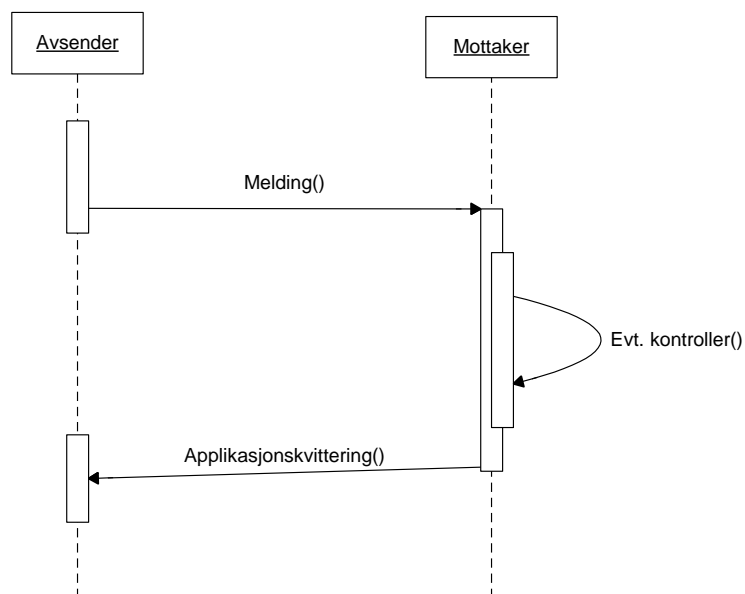 Avsender
Mottaker
Melding()
Evt. kontroller()
Applikasjonskvittering()